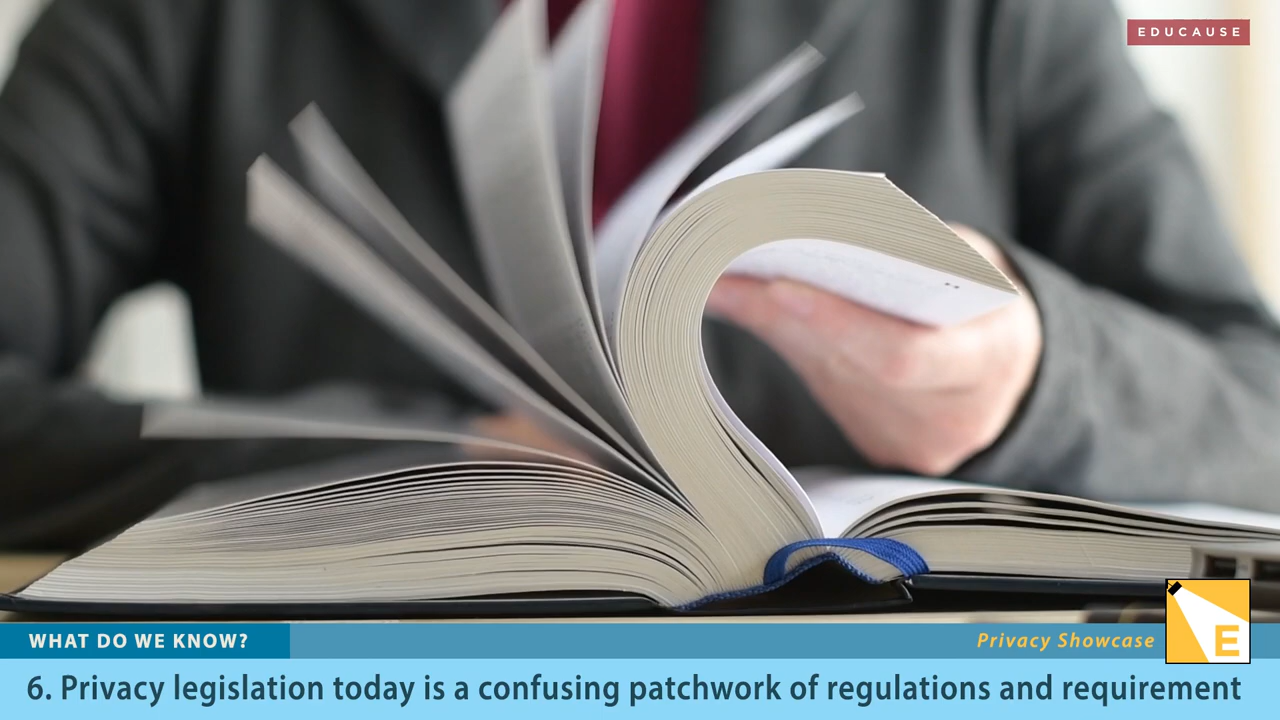 EDUCAUSE
WHAT DO WE KNOW?
Privacy Showcase
E
6. Privacy legislation today is a confusing patchwork of regulations and requirement